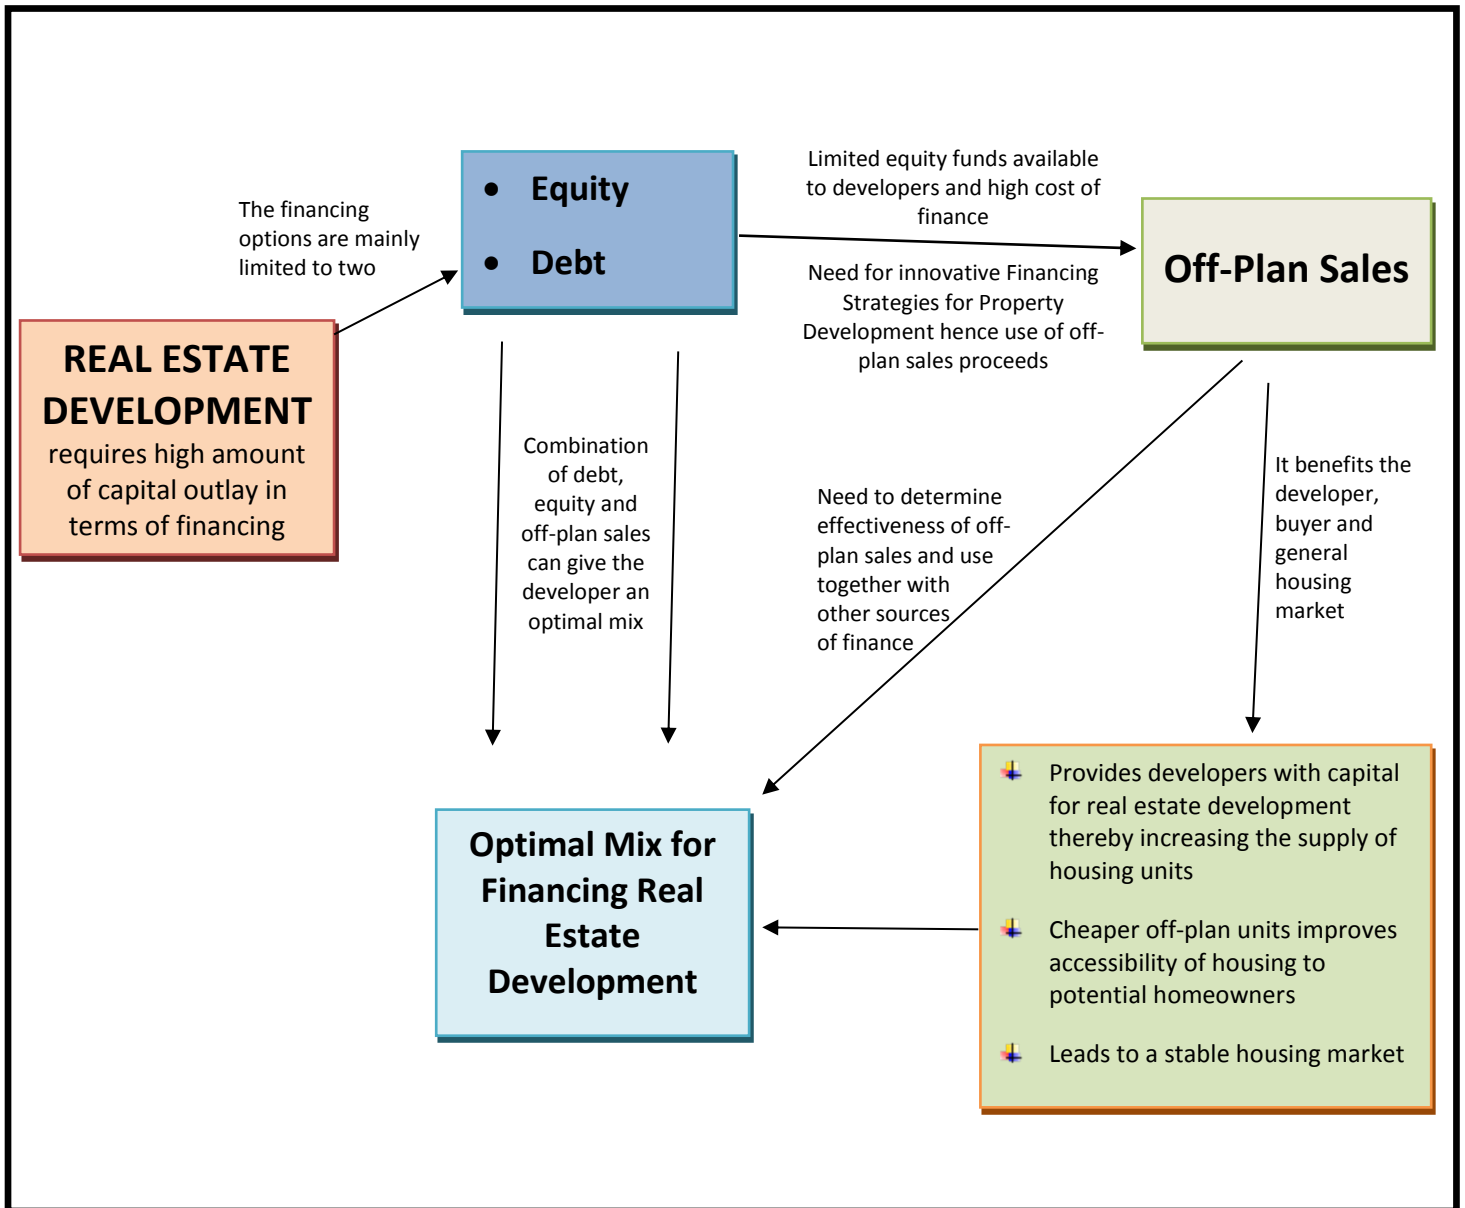 REAL ESTATE
DEVELOPMENT
requires high amount
of capital outlay in
terms of financing
The financing
options are mainly
limited to two
Equity
Debt
Limited equity funds available
to developers and high cost of
finance
Need for innovative Financing
Strategies for Property
Development hence use of off-
plan sales proceeds
Off-Plan Sales
Combination
of debt,
equity and
off-plan sales
can give the
developer an
optimal mix
Need to determine
effectiveness of off-
plan sales and use
together with
other sources
of finance
It benefits the
developer,
buyer and
general
housing
market
Optimal Mix for
Financing Real
Estate
Development
Provides developers with capital
for real estate development
thereby increasing the supply of
housing units
Cheaper off-plan units improves
accessibility of housing to
potential homeowners
Leads to a stable housing market